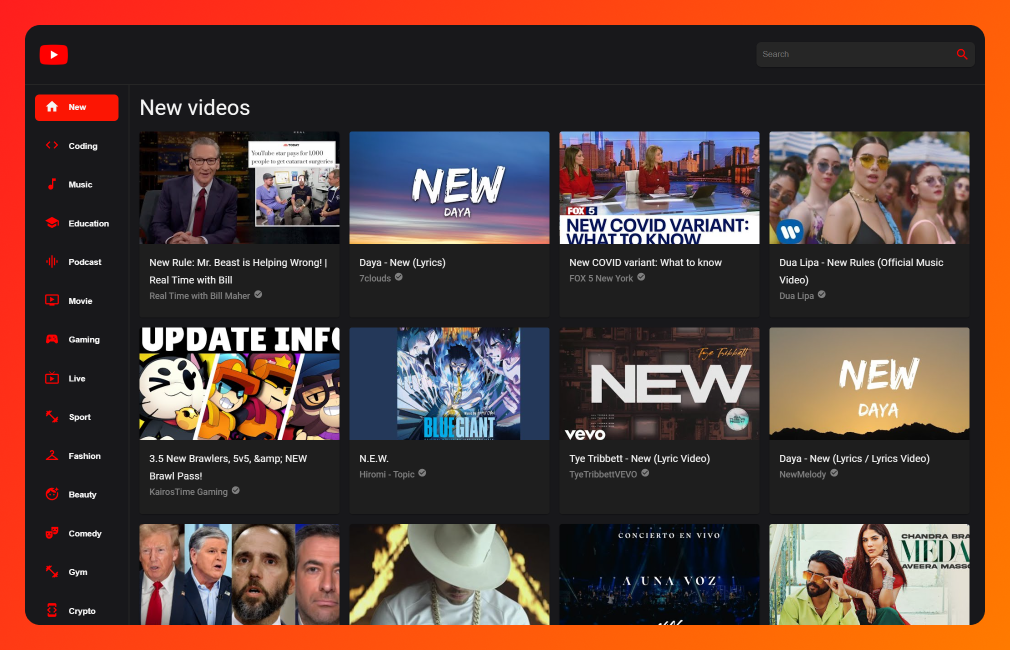 Search
New
Coding
Music
Education
Podcast
Movie
Gaming
Live
Sport
Fashion
Beauty
Comedy
Gym
Crypto
New videos
TODAY
YouTube star pays for 1,000
people to get cataract surgeries
New Rule: Mr. Beast is Helping Wrong! |
Real Time with Bill
Real Time with Bill Maher
NEW
DAYA
Daya - New (Lyrics)
7clouds
FOX 5
NEW COVID VARIANT:
WHAT TO KNOW
New COVID variant: What to know
FOX 5 New York
Dua Lipa - New Rules (Official Music
Video)
Dua Lipa
UPDATE INFO
3.5 New Brawlers, 5v5, &amp; NEW
Brawl Pass!
KairosTime Gaming
BLUEGIANT
N.E.W.
Hiromi - Topic
Tye Tribbett
NEW
vevo
Tye Tribbett - New (Lyric Video)
TyeTribbettVEVO
NEW
DAYA
Daya - New (Lyrics / Lyrics Video)
NewMelody
CONCIERTO EN VIVO
A UNA VOZ
CHANDRA BRA
MEDA
AVEERA MASSO